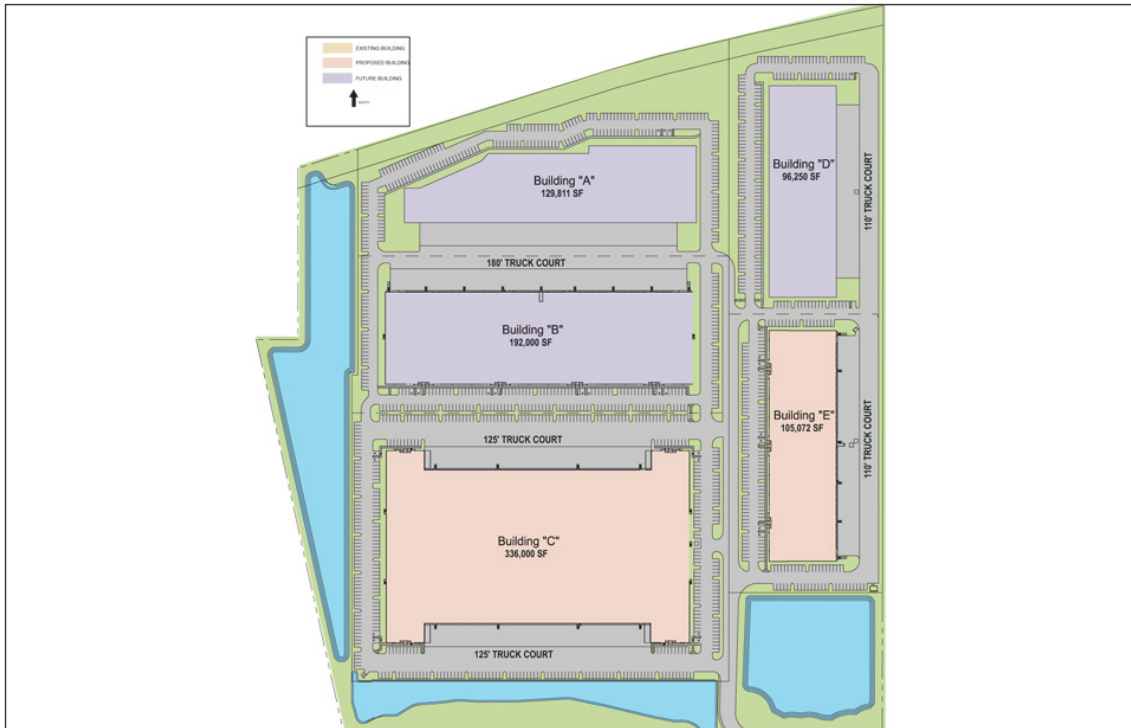 EXISTING BUILDING
PROPOSED BUILDING
FUTURE BUILDING
NORTH
Building "A"
129,811 SF
Building "D"
96,250 SF
110' TRUCK COURT
180' TRUCK COURT
Building "B"
192,000 SF
Building "E"
105,072 SF
110' TRUCK COURT
125' TRUCK COURT
Building "C"
336,000 SF
125' TRUCK COURT